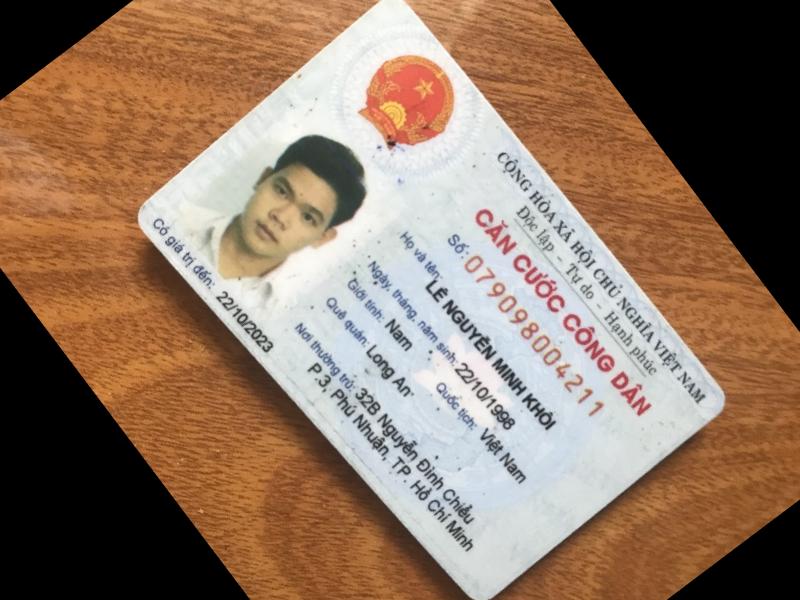 CỘNG HÒA XÃ HỘI CHỦ NGHĨA VIỆT NAM
Độc lập - Tự do - Hạnh phúc
CĂN CƯỚC CÔNG DÂN
Số: 079098004211
Họ và tên: LÊ NGUYỄN MINH KHÔI
Ngày, tháng, năm sinh: 22/10/1998
Giới tính: Nam Quốc tịch: Việt Nam
Quê quán: Long An
Nơi thường trú: 32B Nguyễn Đình Chiểu
P.3, Phú Nhuận, TP. Hồ Chí Minh
Có giá trị đến: 22/10/2023